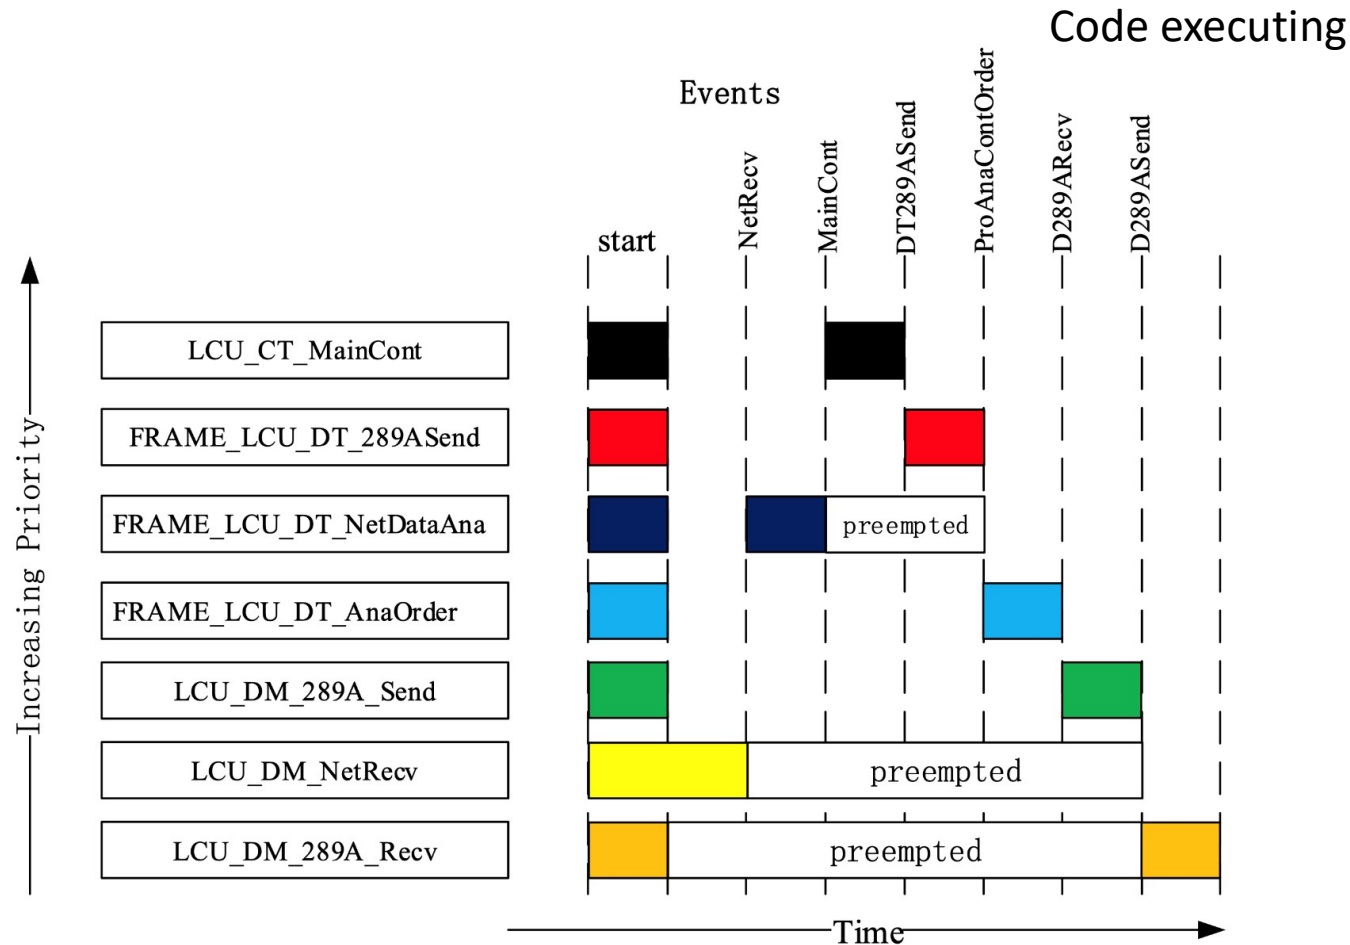 Code executing
Events
start
NetRecv
MainCont
DT289ASend
ProAnaContOrder
D289ARecv
D289ASend
Increasing Priority
LCU_CT_MainCont
FRAME_LCU_DT_289ASend
FRAME_LCU_DT_NetDataAna
preempted
FRAME_LCU_DT_AnaOrder
LCU_DM_289A_Send
LCU_DM_NetRecv
preempted
LCU_DM_289A_Recv
preempted
Time